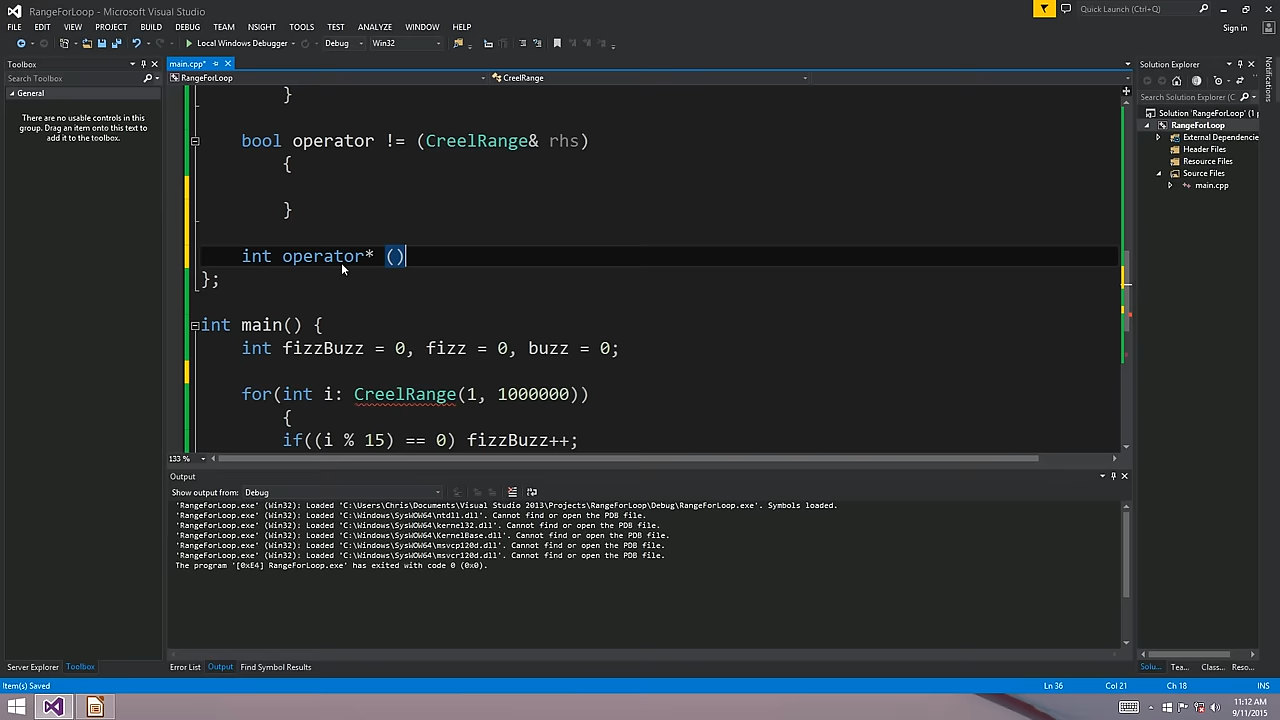 RangeForLoop - Microsoft Visual Studio
Quick Launch (Ctrl+Q)
FILE EDIT VIEW PROJECT BUILD DEBUG TEAM NSIGHT TOOLS TEST ANALYZE WINDOW HELP
Sign in
Local Windows Debugger Debug Win32
Toolbox
Search Toolbox
General
There are no usable controls in this
group. Drag an item onto this text to
add it to the toolbox.
Server Explorer Toolbox
main.cpp*
RangeForLoop CreelRange
}
bool operator != (CreelRange& rhs)
{
}
int operator* ()
};
int main() {
int fizzBuzz = 0, fizz = 0, buzz = 0;
for(int i: CreelRange(1, 1000000))
{
if((i % 15) == 0) fizzBuzz++;
133 %
Output
Show output from: Debug
'RangeForLoop.exe' (Win32): Loaded 'C:\Users\Chris\Documents\Visual Studio 2013\Projects\RangeForLoop\Debug\RangeForLoop.exe'. Symbols loaded.
'RangeForLoop.exe' (Win32): Loaded 'C:\Windows\SysWOW64\ntdll.dll'. Cannot find or open the PDB file.
'RangeForLoop.exe' (Win32): Loaded 'C:\Windows\SysWOW64\kernel32.dll'. Cannot find or open the PDB file.
'RangeForLoop.exe' (Win32): Loaded 'C:\Windows\SysWOW64\KernelBase.dll'. Cannot find or open the PDB file.
'RangeForLoop.exe' (Win32): Loaded 'C:\Windows\SysWOW64\msvcp120d.dll'. Cannot find or open the PDB file.
'RangeForLoop.exe' (Win32): Loaded 'C:\Windows\SysWOW64\msvcr120d.dll'. Cannot find or open the PDB file.
The program '[0xE4] RangeForLoop.exe' has exited with code 0 (0x0).
Error List Output Find Symbol Results
Solution Explorer
Search Solution Explorer (C
Solution 'RangeForLoop' (1 p
RangeForLoop
External Dependencie
Header Files
Resource Files
Source Files
main.cpp
Solu... Tea... Class... Reso...
Notifications
Item(s) Saved Ln 36 Col 21 Ch 18 INS
11:12 AM
9/11/2015